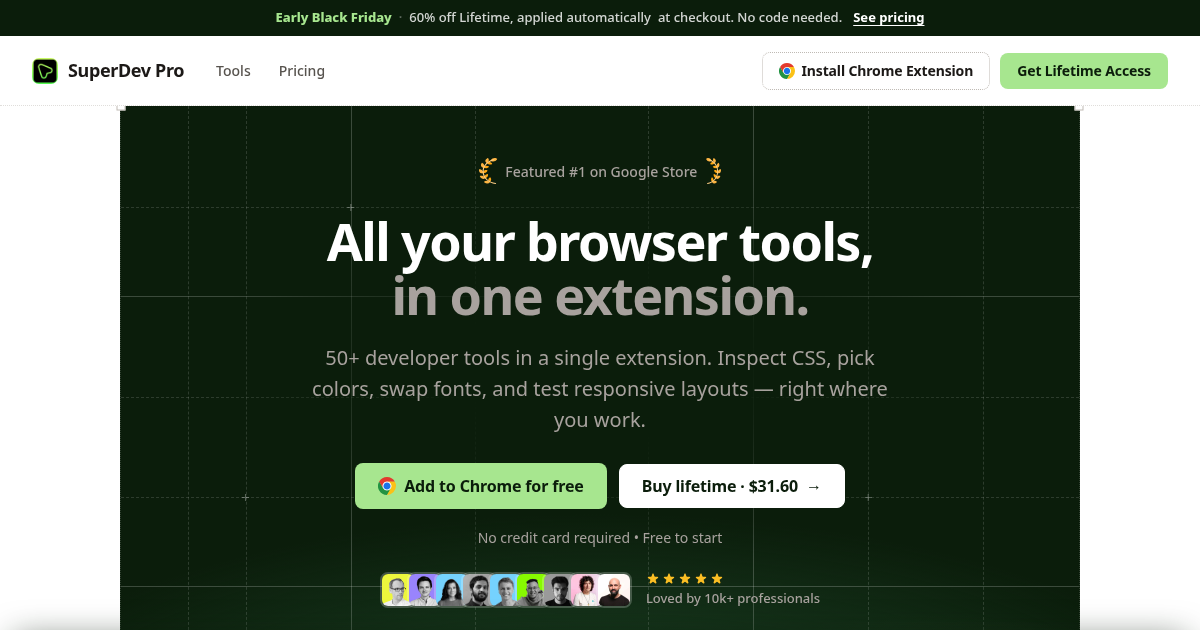 Early Black Friday · 60% off Lifetime, applied automatically at checkout. No code needed. See pricing
SuperDev Pro Tools Pricing Install Chrome Extension Get Lifetime Access
Featured #1 on Google Store
All your browser tools,
in one extension.
50+ developer tools in a single extension. Inspect CSS, pick
colors, swap fonts, and test responsive layouts — right where
you work.
Add to Chrome for free Buy lifetime · $31.60 →
No credit card required • Free to start
Loved by 10k+ professionals